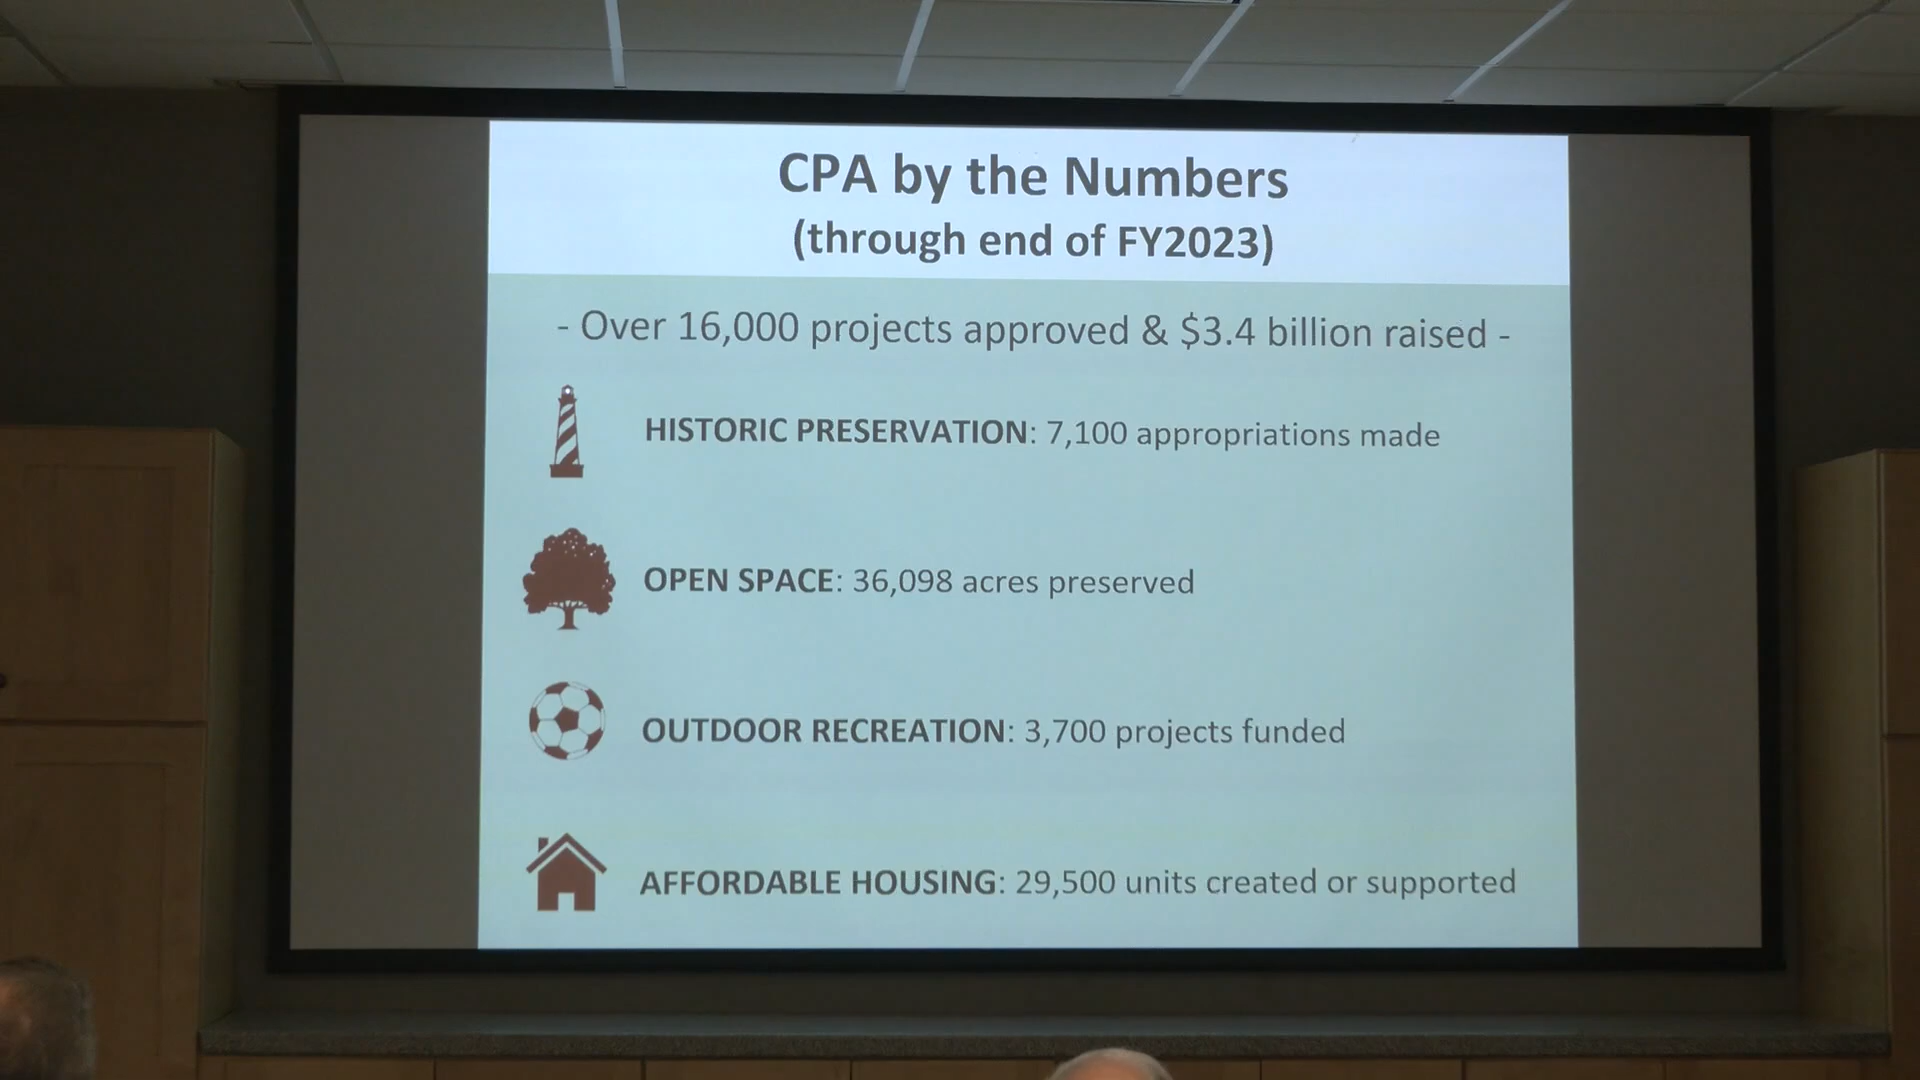 CPA by the Numbers
(through end of FY2023)
- Over 16,000 projects approved & $3.4 billion raised -
HISTORIC PRESERVATION: 7,100 appropriations made
OPEN SPACE: 36,098 acres preserved
OUTDOOR RECREATION: 3,700 projects funded
AFFORDABLE HOUSING: 29,500 units created or supported